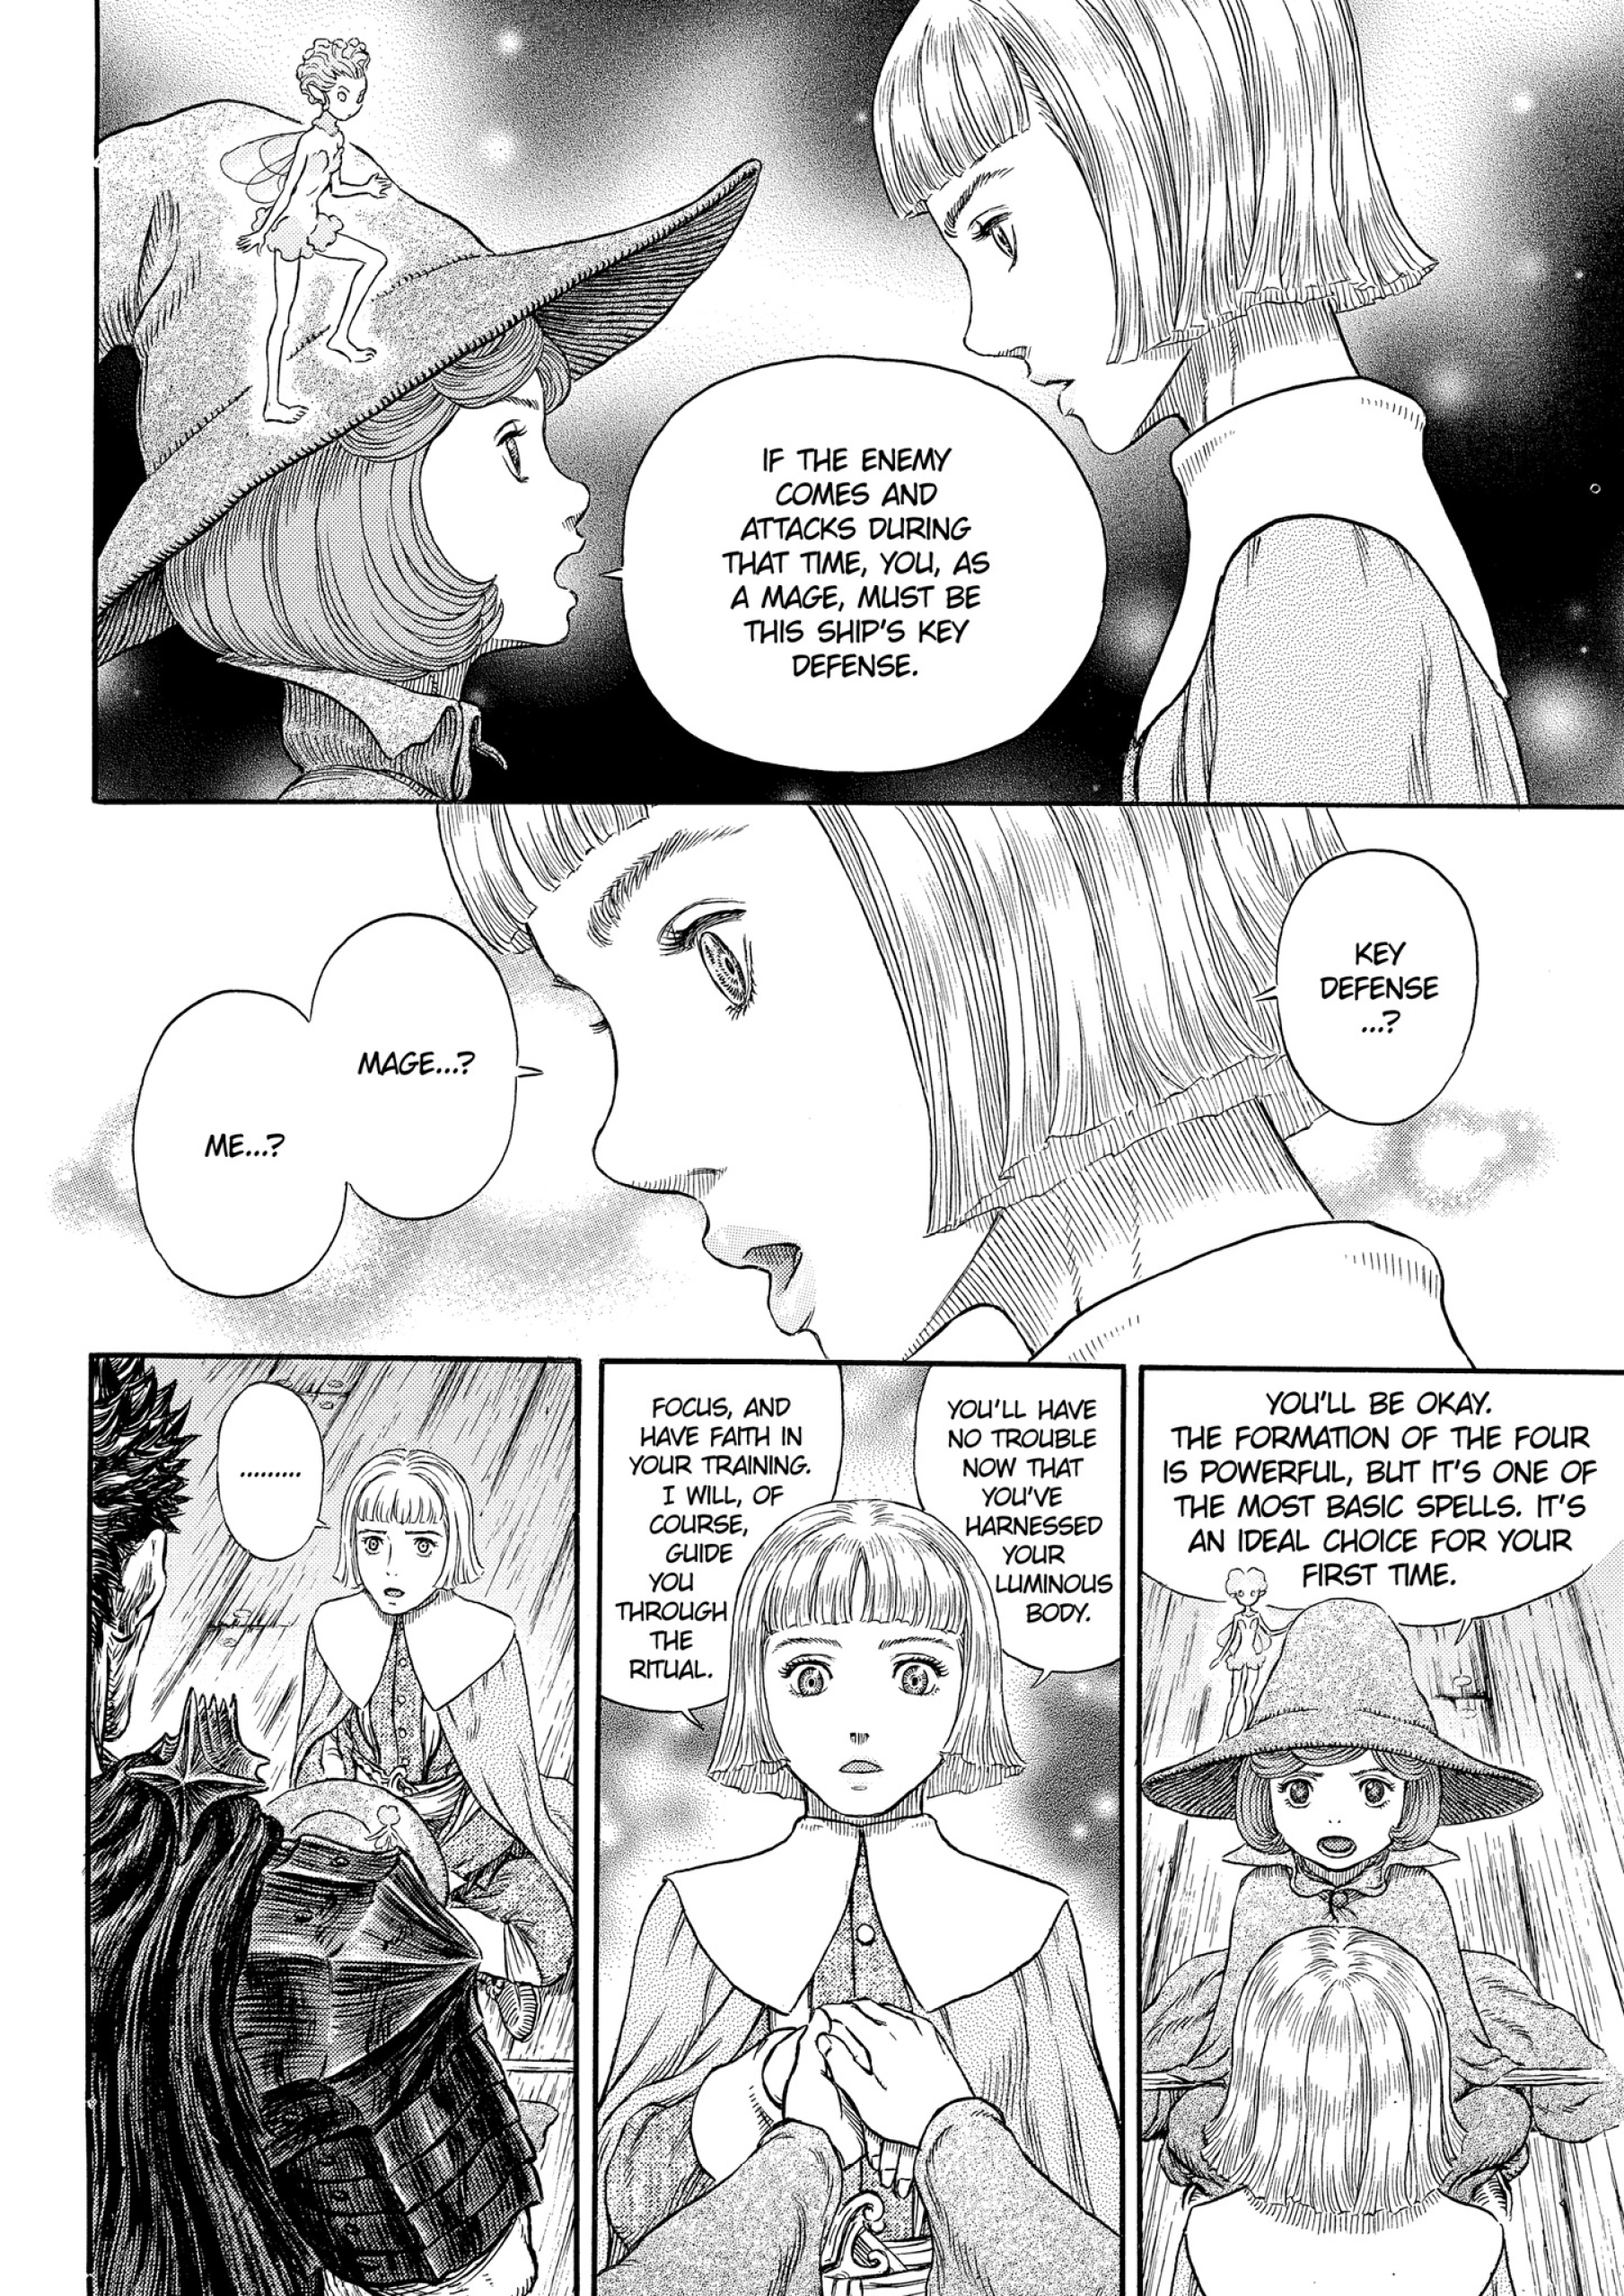 IF THE ENEMY
COMES AND
ATTACKS DURING
THAT TIME, YOU, AS
A MAGE, MUST BE
THIS SHIP'S KEY
DEFENSE.
KEY
DEFENSE
...?
MAGE...?
ME...?
YOU'LL BE OKAY.
THE FORMATION OF THE FOUR
IS POWERFUL, BUT IT'S ONE OF
THE MOST BASIC SPELLS. IT'S
AN IDEAL CHOICE FOR YOUR
FIRST TIME.
YOU'LL HAVE
NO TROUBLE
NOW THAT
YOU'VE
HARNESSED
YOUR
LUMINOUS
BODY.
FOCUS, AND
HAVE FAITH IN
YOUR TRAINING.
I WILL, OF
COURSE,
GUIDE
YOU
THROUGH
THE
RITUAL.
.........